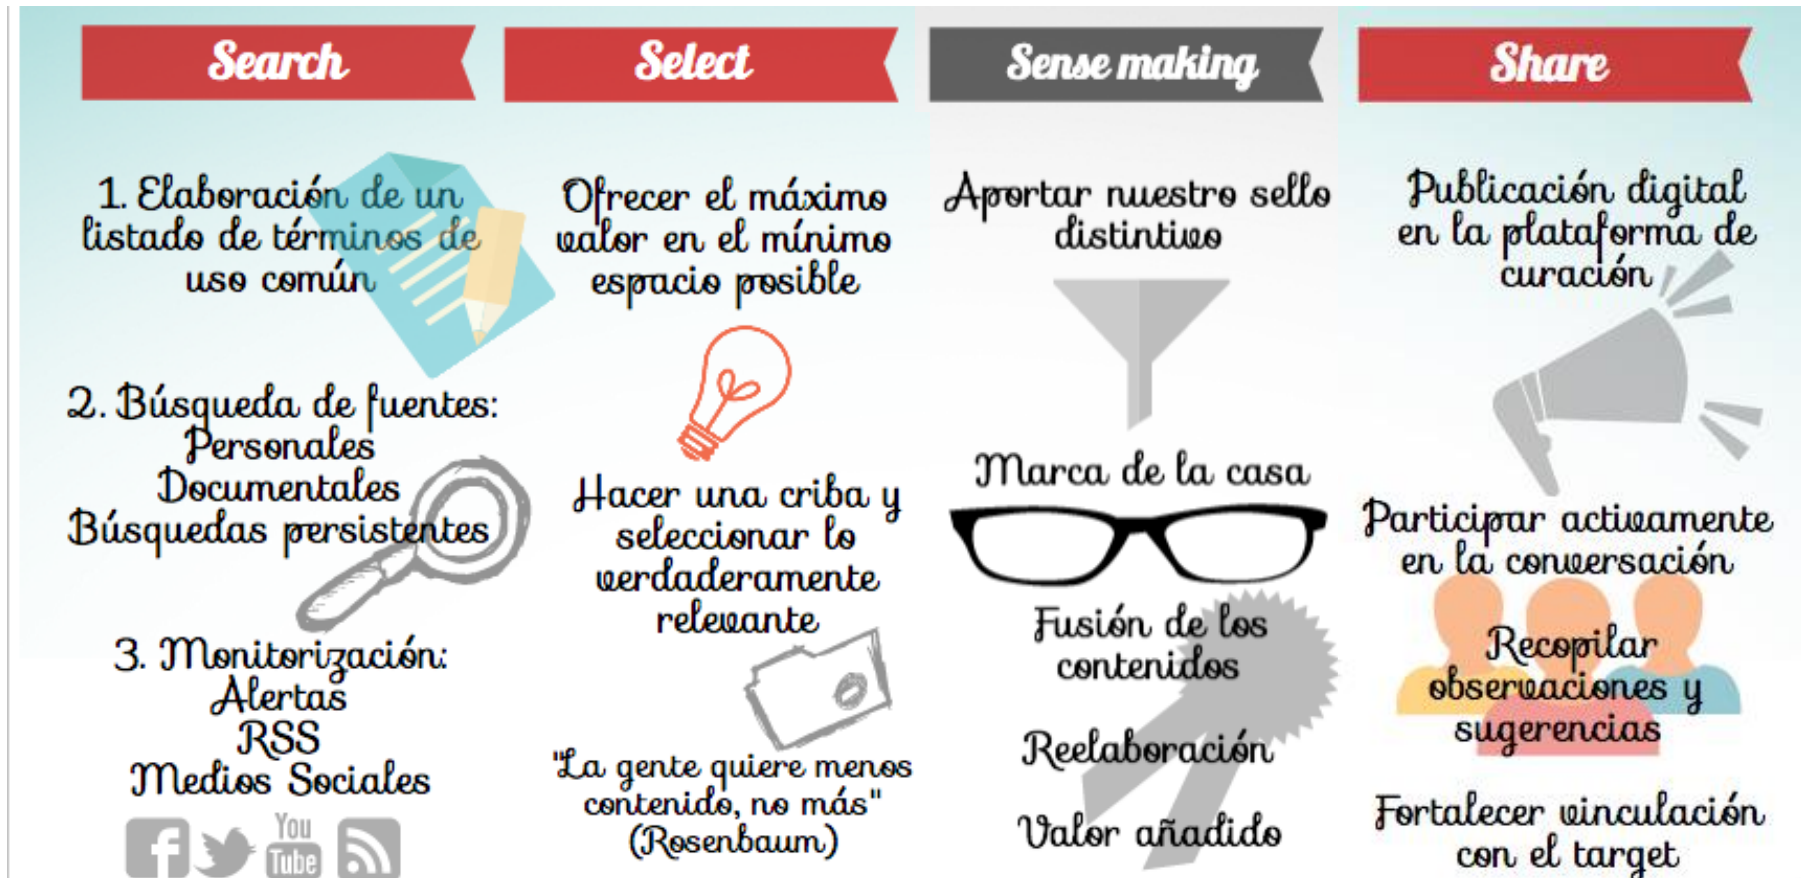 Search
1. Elaboración de un
listado de términos de
uso común
2. Búsqueda de fuentes:
Personales
Documentales
Búsquedas persistentes
3. Monitorización:
Alertas
RSS
Medios Sociales
You
Tube
Select
Ofrecer el máximo
valor en el mínimo
espacio posible
Hacer una criba y
seleccionar lo
verdaderamente
relevante
"La gente quiere menos
contenido, no más"
(Rosenbaum)
Sense making
Aportar nuestro sello
distintivo
Marca de la casa
Fusión de los
contenidos
Reelaboración
Valor añadido
Share
Publicación digital
en la plataforma de
curación
Participar activamente
en la conversación
Recopilar
observaciones y
sugerencias
Fortalecer vinculación
con el target